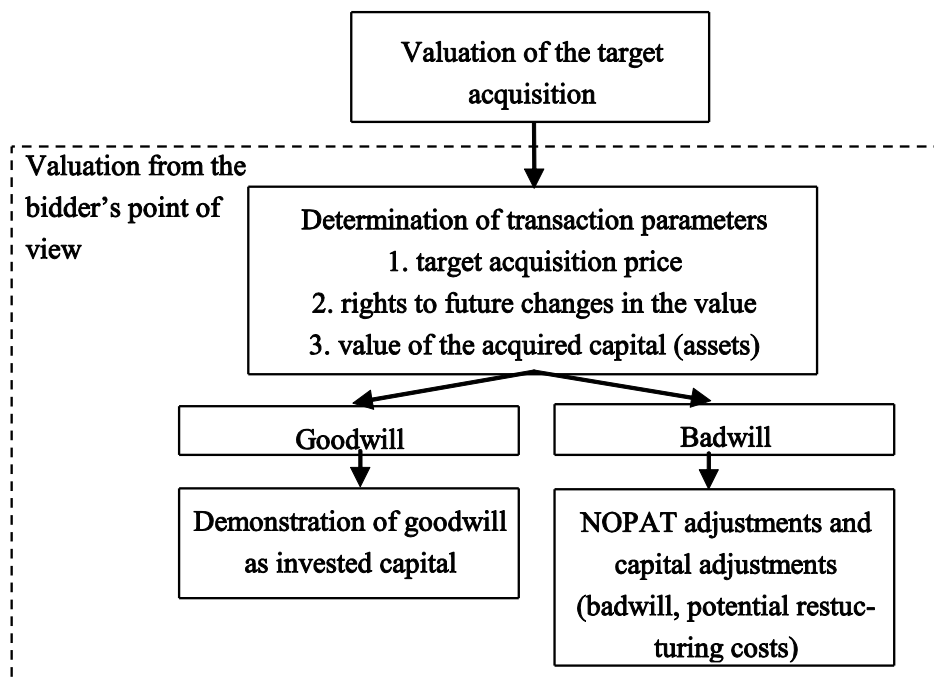 Valuation of the target
acquisition
Valuation from the
bidder's point of
view
Determination of transaction parameters
1. target acquisition price
2. rights to future changes in the value
3. value of the acquired capital (assets)
Goodwill
Badwill
Demonstration of goodwill
as invested capital
NOPAT adjustments and
capital adjustments
(badwill, potential restuc-
turing costs)